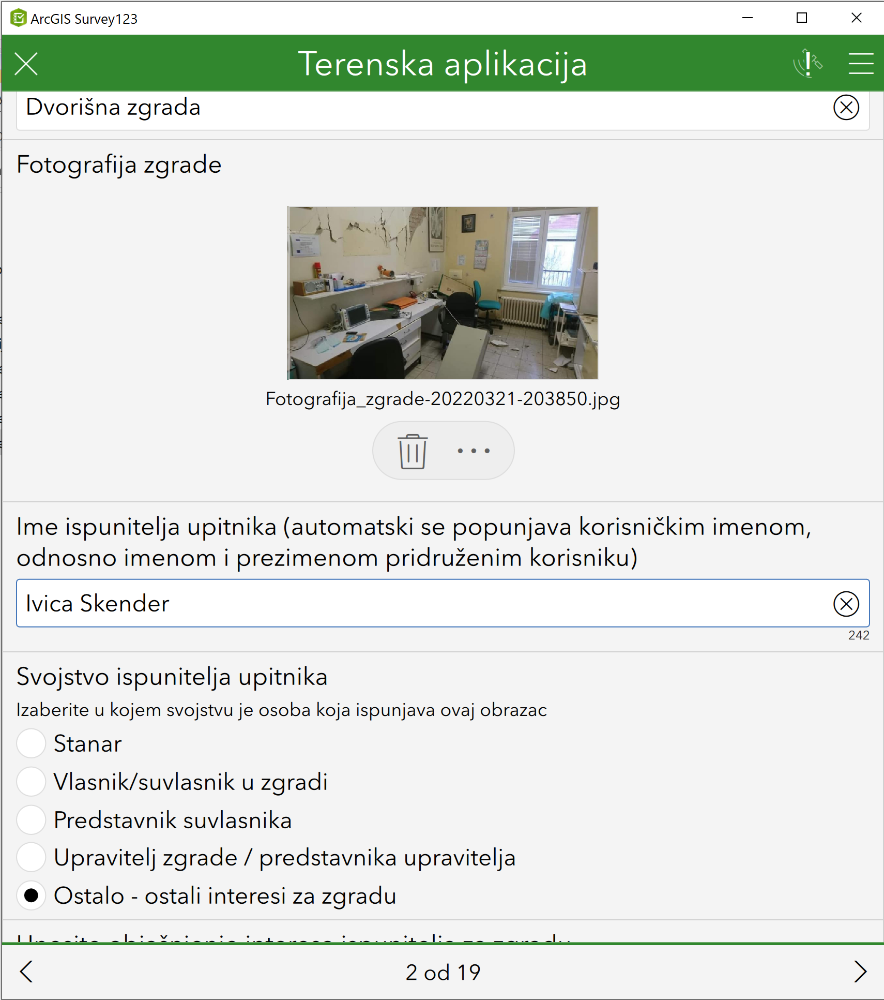 ArcGIS Survey123
Terenska aplikacija
Dvorišna zgrada
Fotografija zgrade
Fotografija_zgrade-20220321-203850.jpg
Ime ispunitelja upitnika (automatski se popunjava korisničkim imenom,
odnosno imenom i prezimenom pridruženim korisniku)
Ivica Skender
242
Svojstvo ispunitelja upitnika
Izaberite u kojem svojstvu je osoba koja ispunjava ovaj obrazac
Stanar
Vlasnik/suvlasnik u zgradi
Predstavnik suvlasnika
Upravitelj zgrade / predstavnika upravitelja
Ostalo - ostali interesi za zgradu
2 od 19